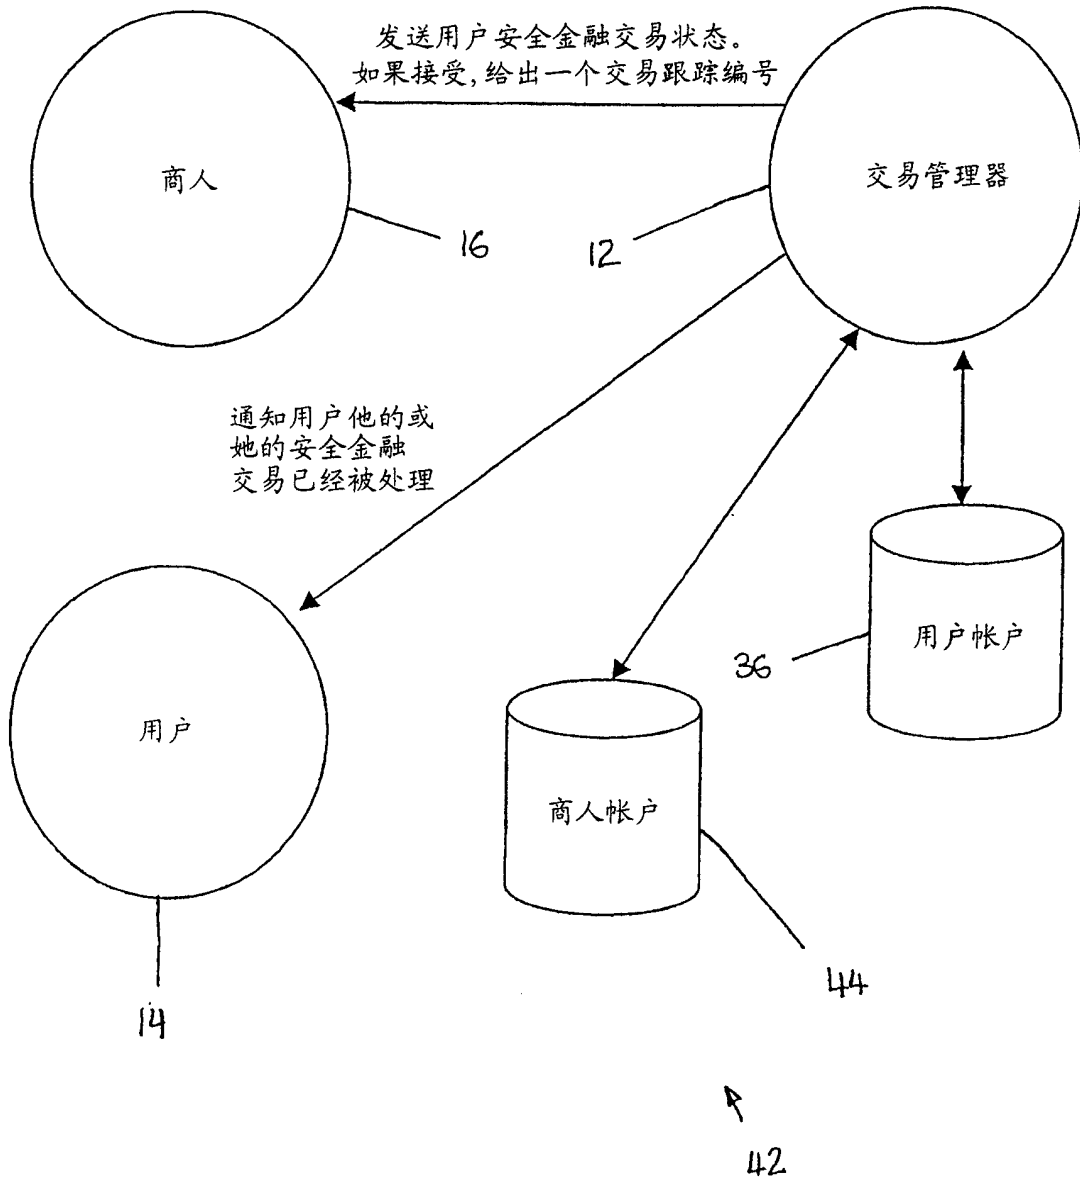 发送用户安全金融交易状态。
如果接受,给出一个交易跟踪编号
商人
交易管理器
16
12
通知用户他的或
她的安全金融
交易已经被处理
用户帐户
36
用户
商人帐户
44
14
42